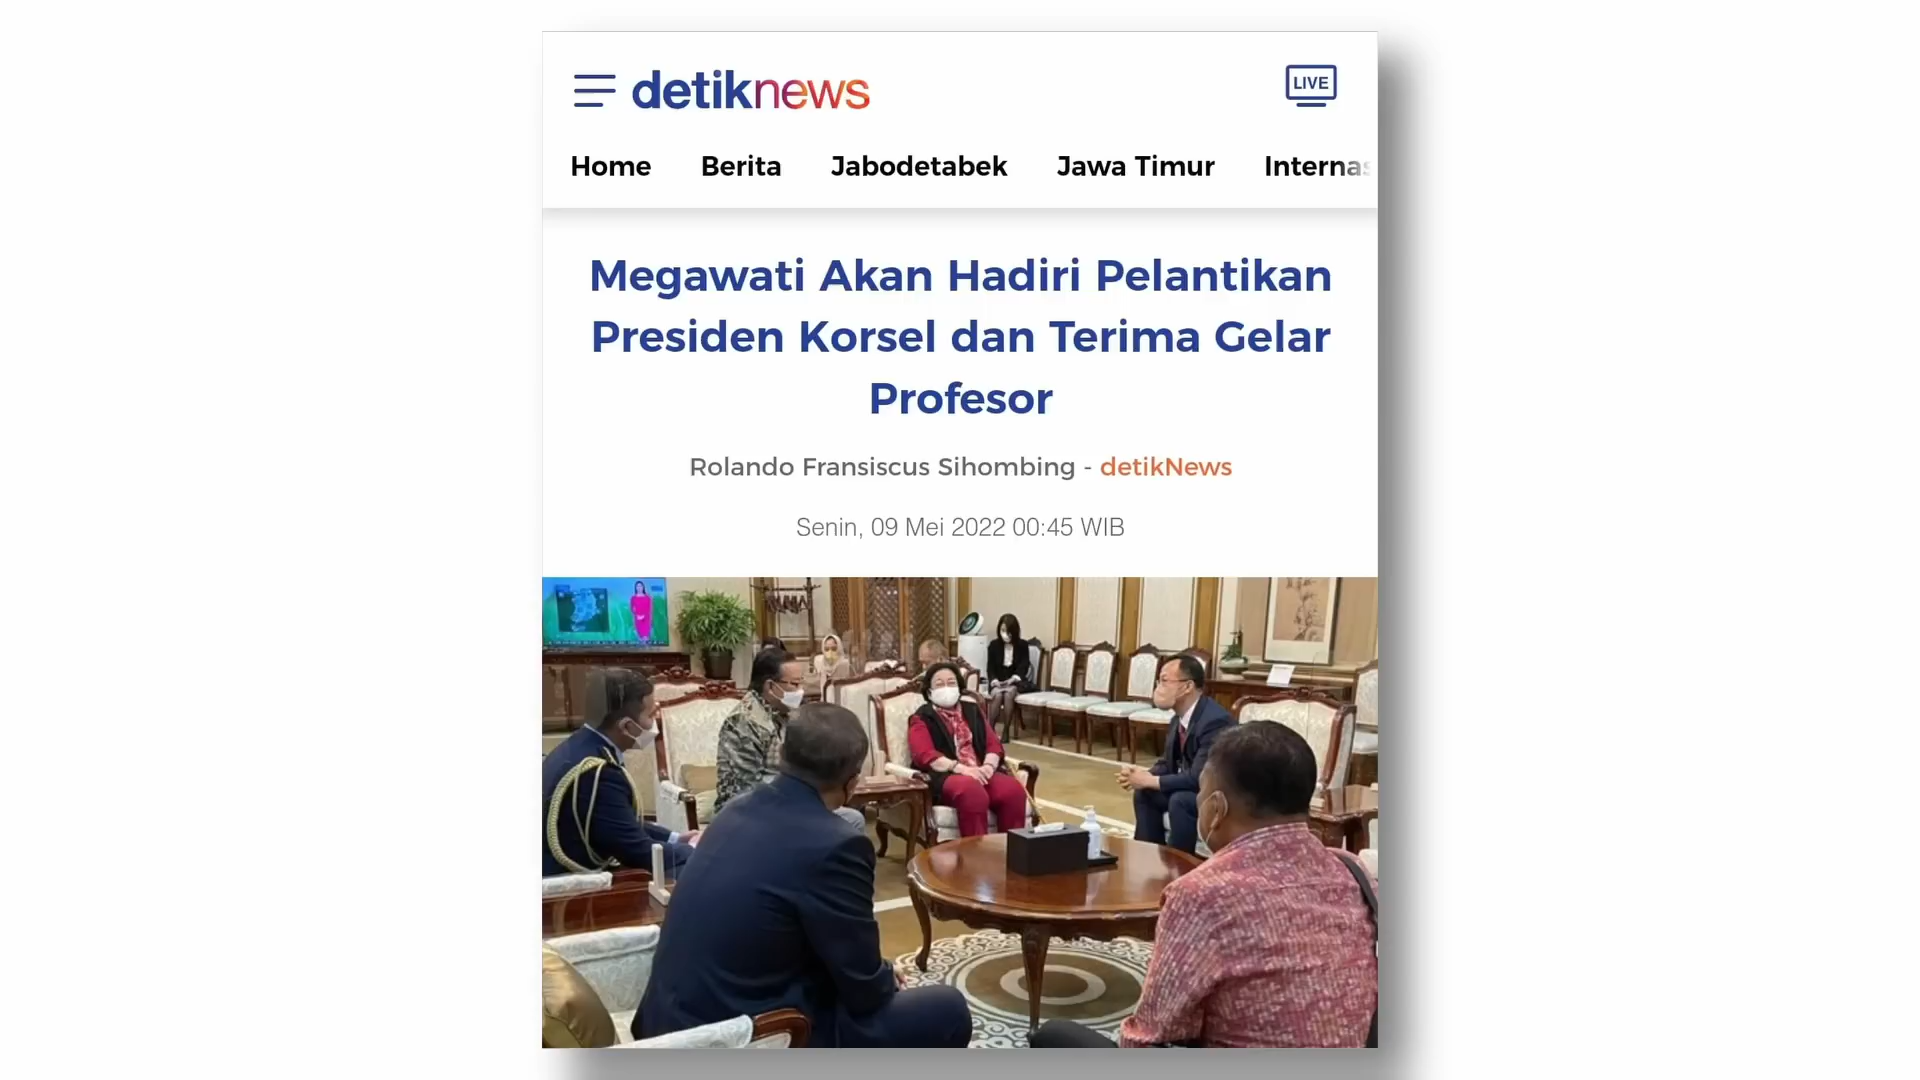 detiknews
LIVE
Home Berita Jabodetabek Jawa Timur Internas
Megawati Akan Hadiri Pelantikan
Presiden Korsel dan Terima Gelar
Profesor
Rolando Fransiscus Sihombing - detikNews
Senin, 09 Mei 2022 00:45 WIB